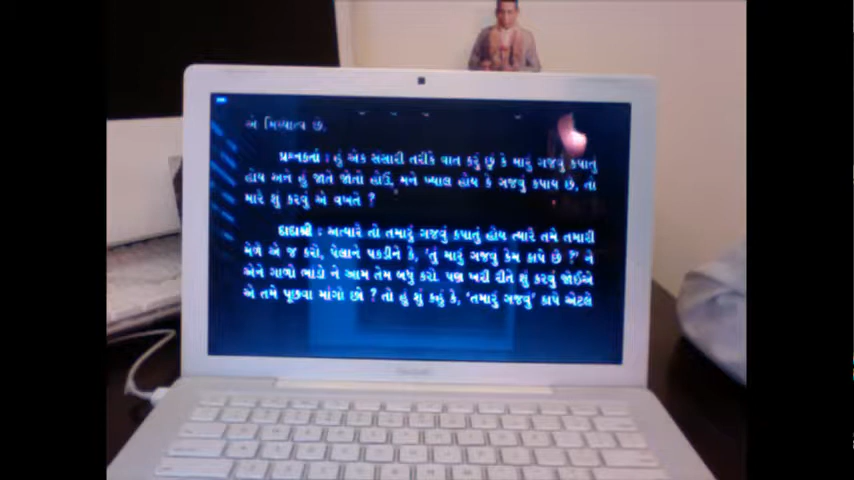 એ મિથ્યાત્વ છે.
પ્રશ્નકર્તા : હું એક સંસારી તરીકે વાત કરું છું કે મારું ગજવું કપાતું
હોય અને હું જાતે જોતો હોઉં, મને ખ્યાલ હોય કે ગજવું કપાય છે, તો
મારે શું કરવું એ વખતે ?
દાદાશ્રી : અત્યારે તો તમારું ગજવું કપાતું હોય ત્યારે તમે તમારી
મેળે એ જ કરો, પેલાને પકડીને કે, 'તું મારું ગજવું કેમ કાપે છે ?' ને
એને ગાળો ભાંડો ને આમ તેમ બધું કરો. પણ ખરી રીતે શું કરવું જોઈએ
એ તમે પૂછવા માંગો છો ? તો હું શું કહું કે, 'તમારું ગજવું' કાપે એટલે